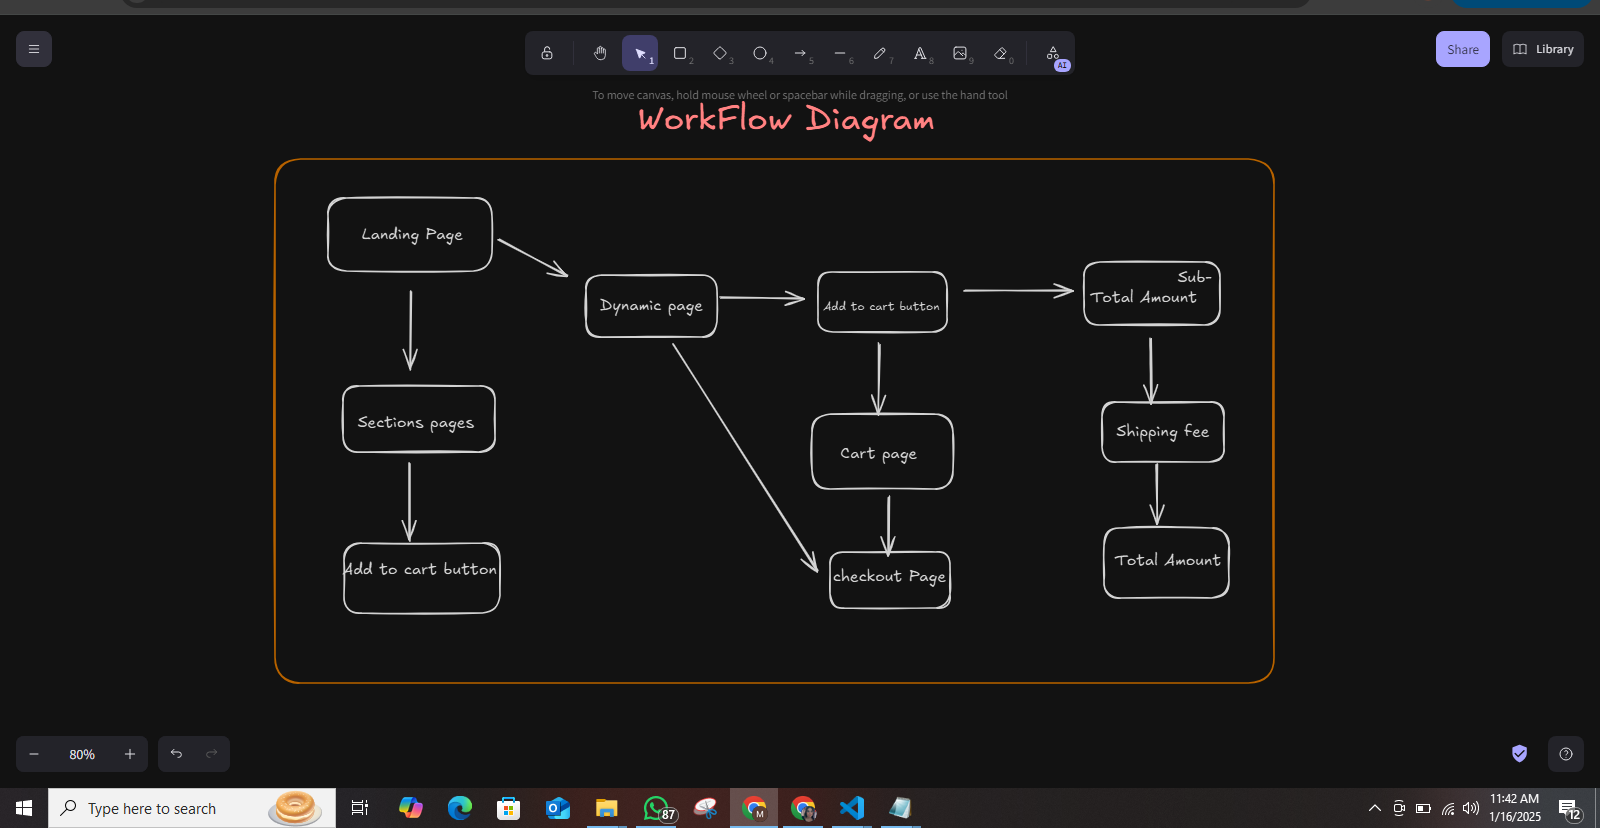 Share
Library
1
2
3
4
5
6
7
8
9
0
AI
To move canvas, hold mouse wheel or spacebar while dragging, or use the hand tool
WorkFlow Diagram
Landing Page
Dynamic page
Add to cart button
Sub-
Total Amount
Sections pages
Cart page
Shipping fee
Add to cart button
checkout Page
Total Amount
80%
Type here to search
87
M
11:42 AM
1/16/2025
12